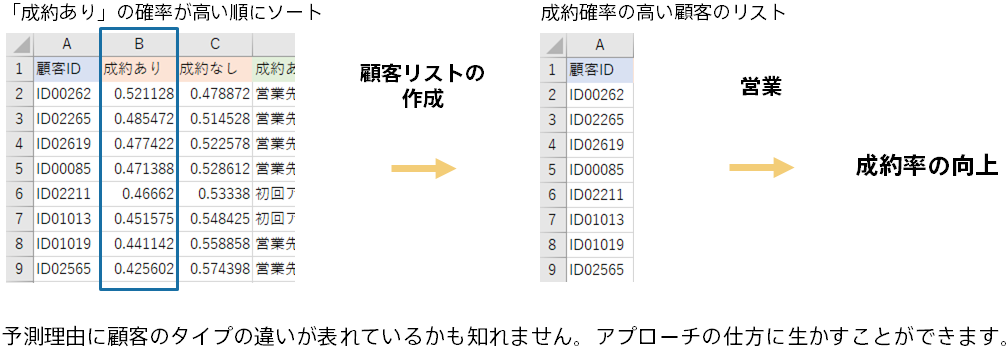 「成約あり」の確率が高い順にソート
A B C
1 顧客ID 成約あり 成約なし 成約あ
2 ID00262 0.521128 0.478872 営業先
3 ID02265 0.485472 0.514528 営業先
4 ID02619 0.477422 0.522578 営業先
5 ID00085 0.471388 0.528612 営業先
6 ID02211 0.46662 0.53338 初回ア
7 ID01013 0.451575 0.548425 初回ア
8 ID01019 0.441142 0.558858 営業先
9 ID02565 0.425602 0.574398 営業先
顧客リストの
作成
成約確率の高い顧客のリスト
A
1 顧客ID
2 ID00262
3 ID02265
4 ID02619
5 ID00085
6 ID02211
7 ID01013
8 ID01019
9 ID02565
営業
成約率の向上
予測理由に顧客のタイプの違いが表れているかも知れません。アプローチの仕方に生かすことができます。